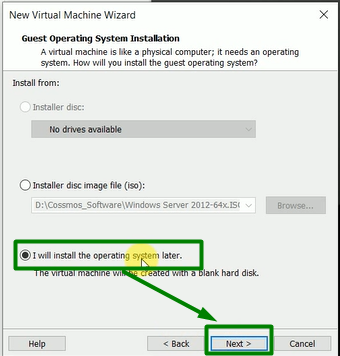 New Virtual Machine Wizard
Guest Operating System Installation
A virtual machine is like a physical computer; it needs an operating
system. How will you install the guest operating system?
Install from:
Installer disc:
No drives available
Installer disc image file (iso):
D:\Cossmos_Software\Windows Server 2012-64x.ISO
Browse...
I will install the operating system later.
The virtual machine will be created with a blank hard disk.
Help
< Back
Next >
Cancel